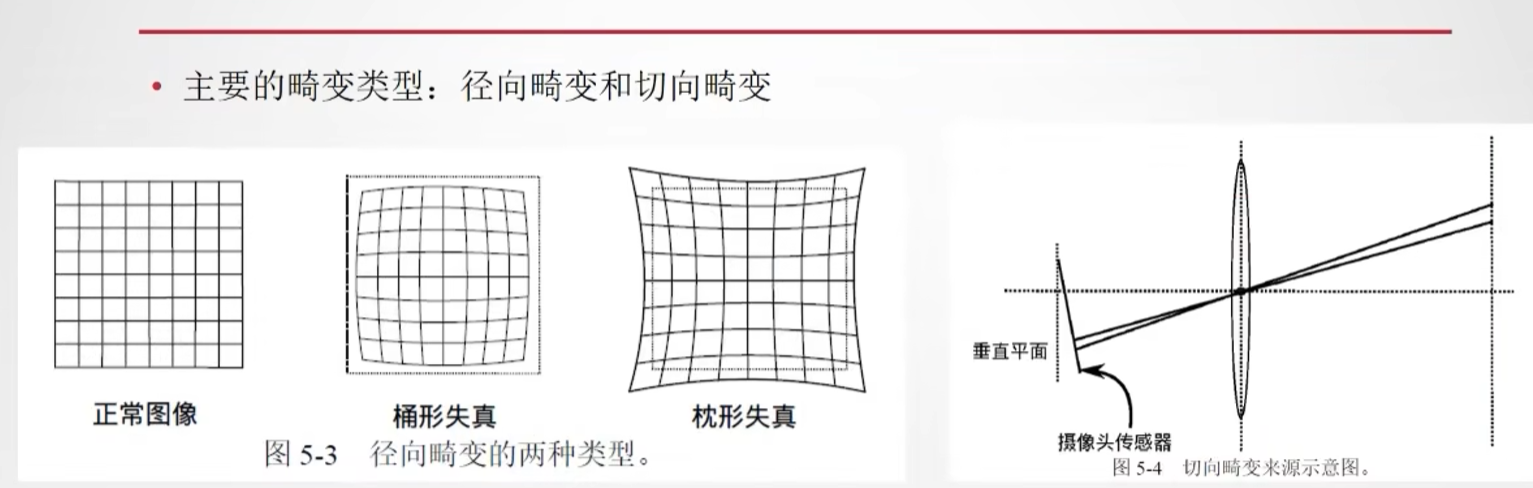 • 主要的畸变类型：径向畸变和切向畸变
正常图像
桶形失真
枕形失真
图 5-3 径向畸变的两种类型。
垂直平面
摄像头传感器
图 5-4 切向畸变来源示意图。